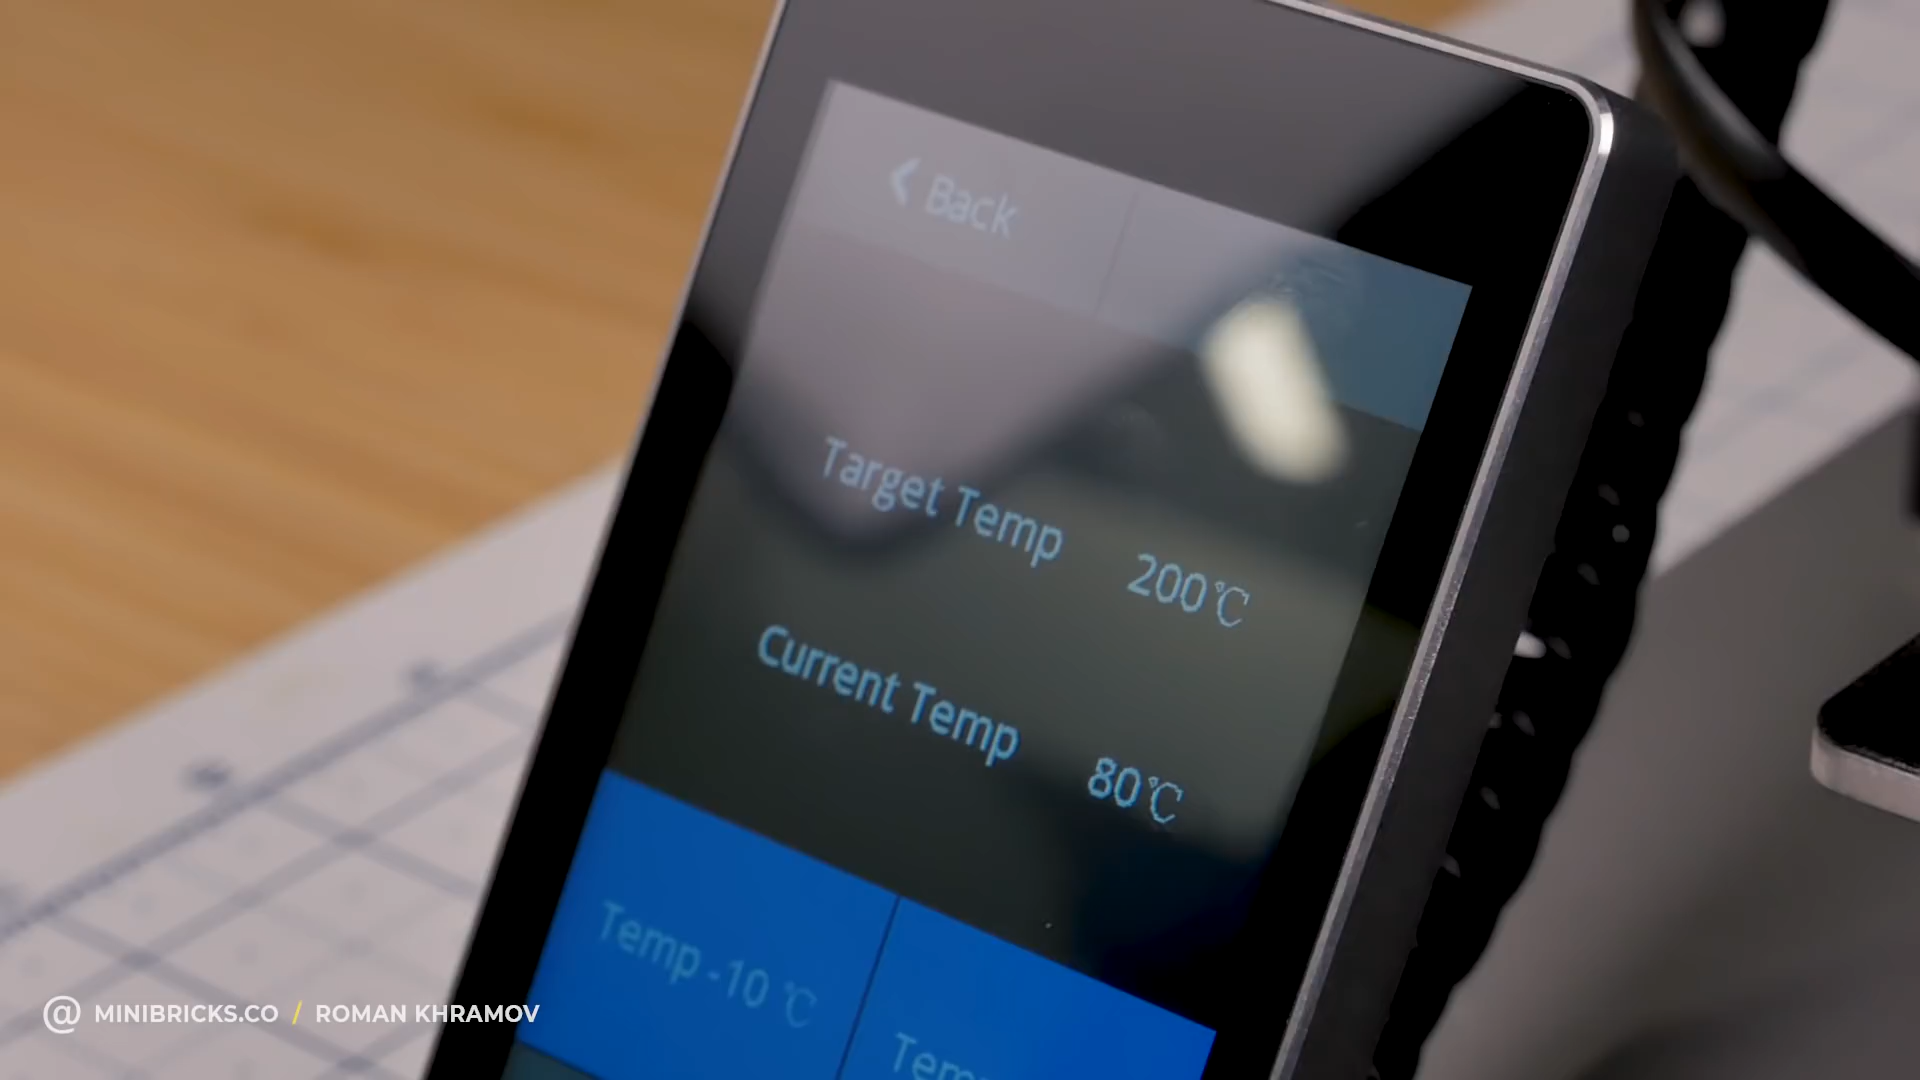 Back
Target Temp 200℃
Current Temp 80℃
Temp -10 ℃
@ MINIBRICKS.CO / ROMAN KHRAMOV